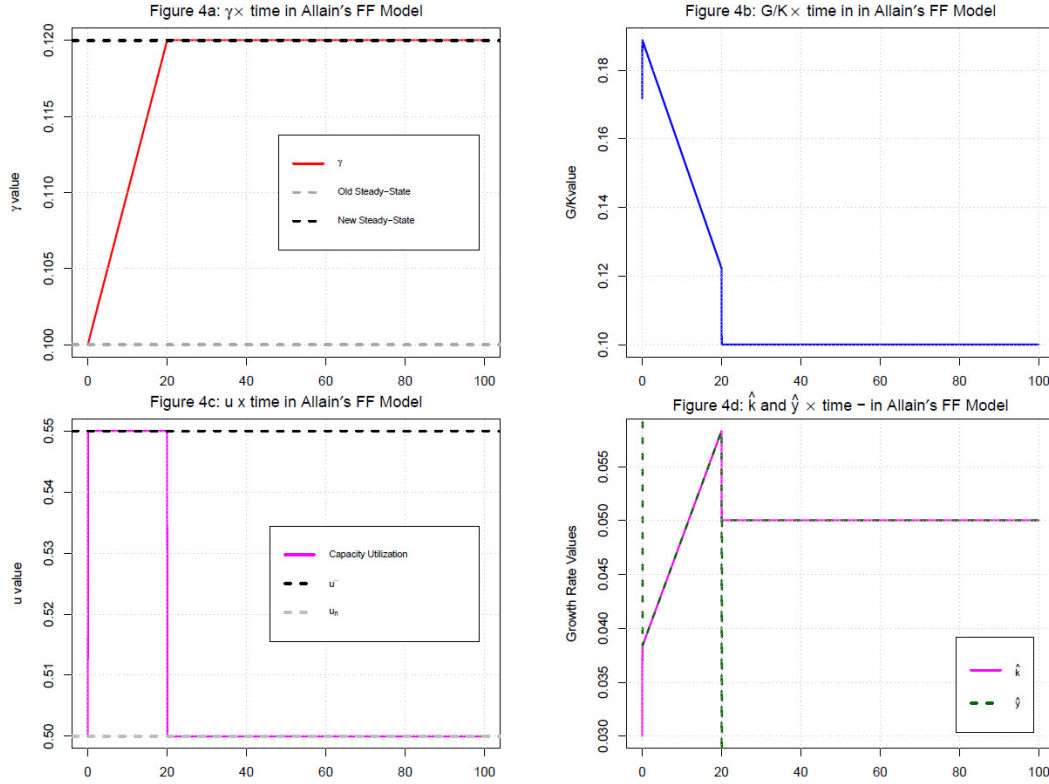 Figure 4a: γ× time in Allain's FF Model
γ value
0.100
0.105
0.110
0.115
0.120
γ
Old Steady−State
New Steady−State
0 20 40 60 80 100
Figure 4b: G/K × time in in Allain's FF Model
G/Kvalue
0.10
0.12
0.14
0.16
0.18
0 20 40 60 80 100
Figure 4c: u x time in Allain's FF Model
u value
0.50
0.51
0.52
0.53
0.54
0.55
Capacity Utilization
u⁻
uₙ
0 20 40 60 80 100
Figure 4d: k̂ and ŷ × time − in Allain's FF Model
Growth Rate Values
0.030
0.035
0.040
0.045
0.050
0.055
k̂
ŷ
0 20 40 60 80 100